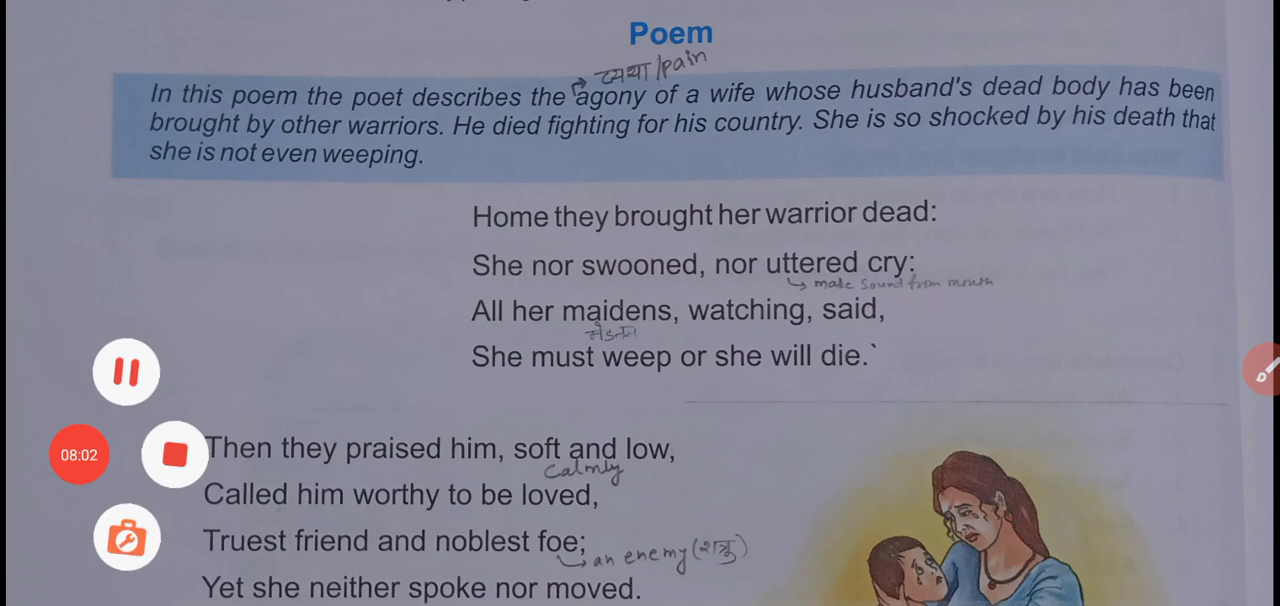 Poem
व्यथा/pain
In this poem the poet describes the agony of a wife whose husband's dead body has been
brought by other warriors. He died fighting for his country. She is so shocked by his death that
she is not even weeping.
Home they brought her warrior dead:
She nor swooned, nor uttered cry:
make sound from mouth
All her maidens, watching, said,
She must weep or she will die.`
08:02
Then they praised him, soft and low,
calmly
Called him worthy to be loved,
Truest friend and noblest foe;
an enemy (शत्रु)
Yet she neither spoke nor moved.